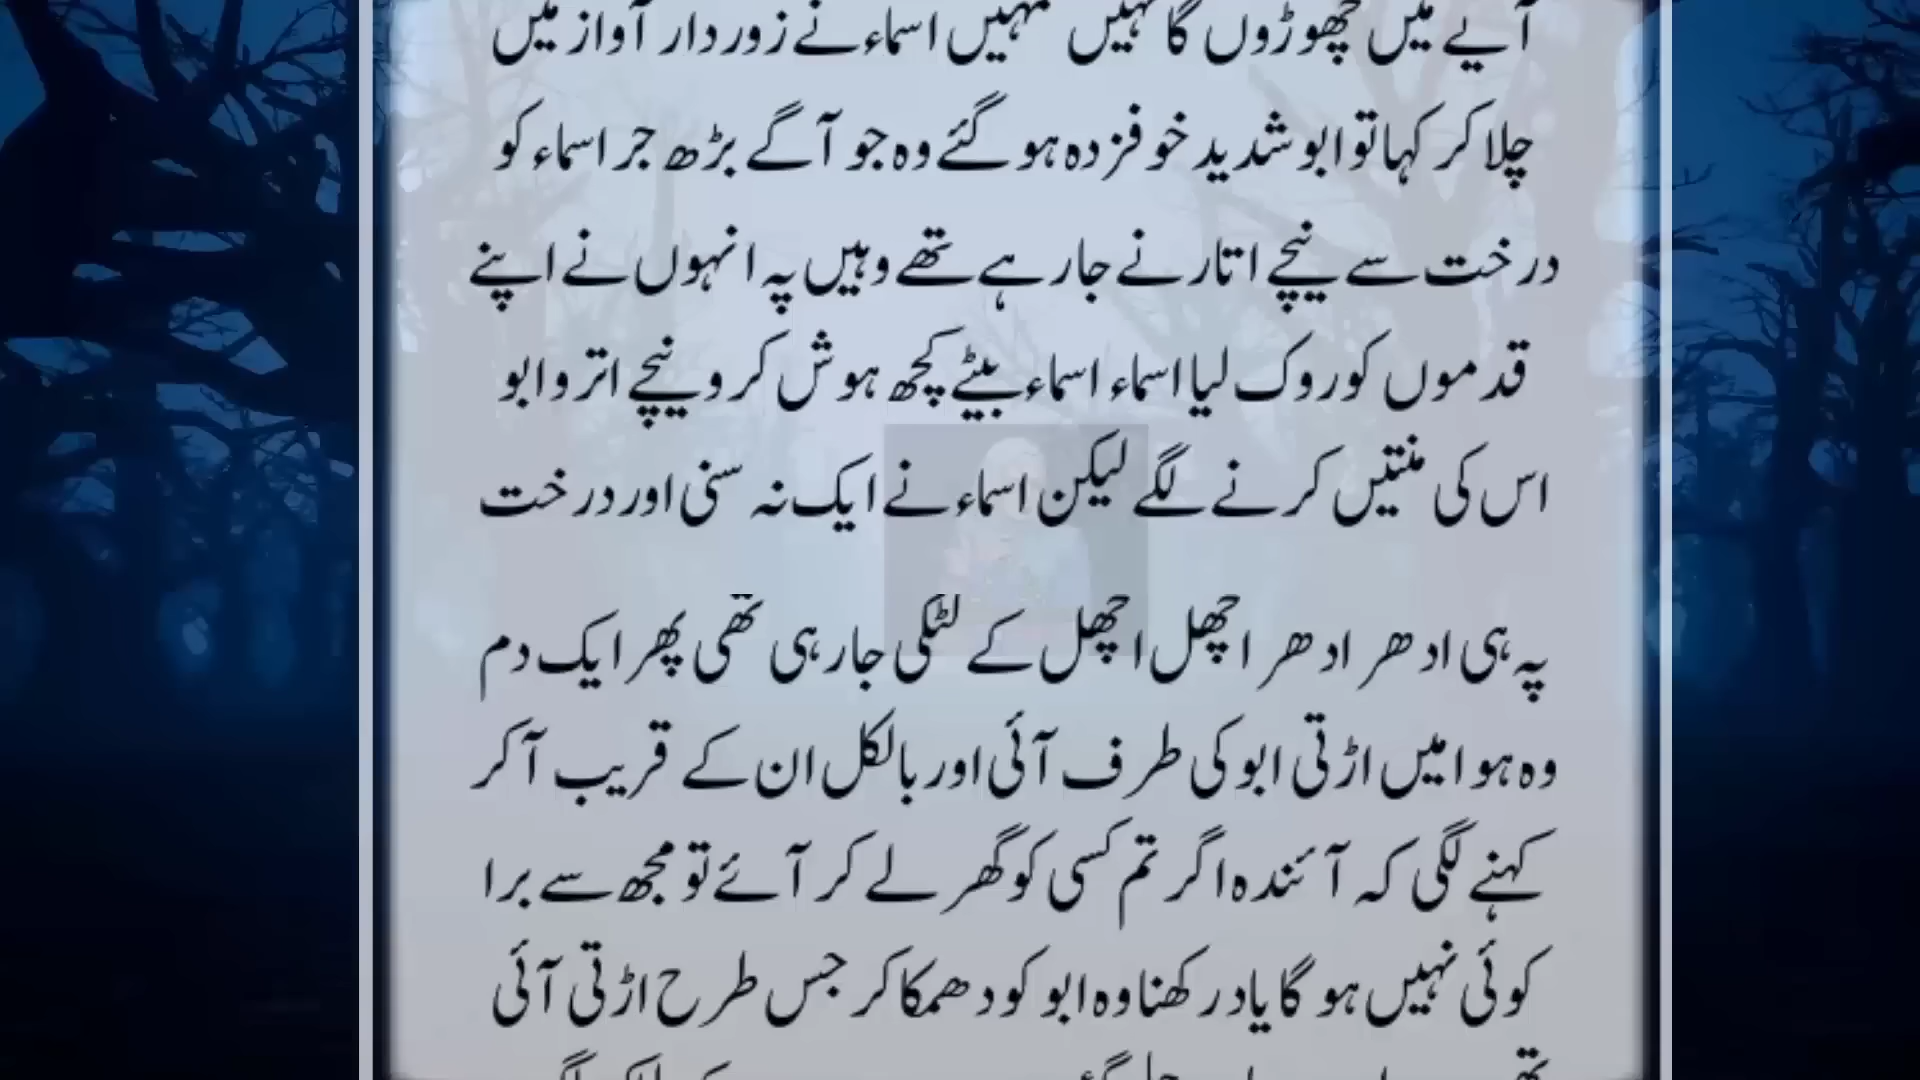 آیے میں چھوڑوں گا نہیں تمہیں اسماء نے زوردار آواز میں
چلا کر کہا تو ابو شدید خوفزدہ ہو گئے وہ جو آگے بڑھ جر اسماء کو
درخت سے نیچے اتارنے جا رہے تھے وہیں پہ انہوں نے اپنے
قدموں کو روک لیا اسماء اسماء بیٹے کچھ ہوش کرو نیچے اترو ابو
اس کی منتیں کرنے لگے لیکن اسماء نے ایک نہ سنی اور درخت
پہ ہی ادھر ادھر اچھل اچھل کے لٹکی جا رہی تھی پھر ایک دم
وہ ہوا میں اڑتی ابو کی طرف آئی اور بالکل ان کے قریب آ کر
کہنے لگی کہ آئندہ اگر تم کسی کو گھر لے کر آئے تو مجھ سے برا
کوئی نہیں ہو گا یاد رکھنا وہ ابو کو دھمکا کر جس طرح اڑتی آئی